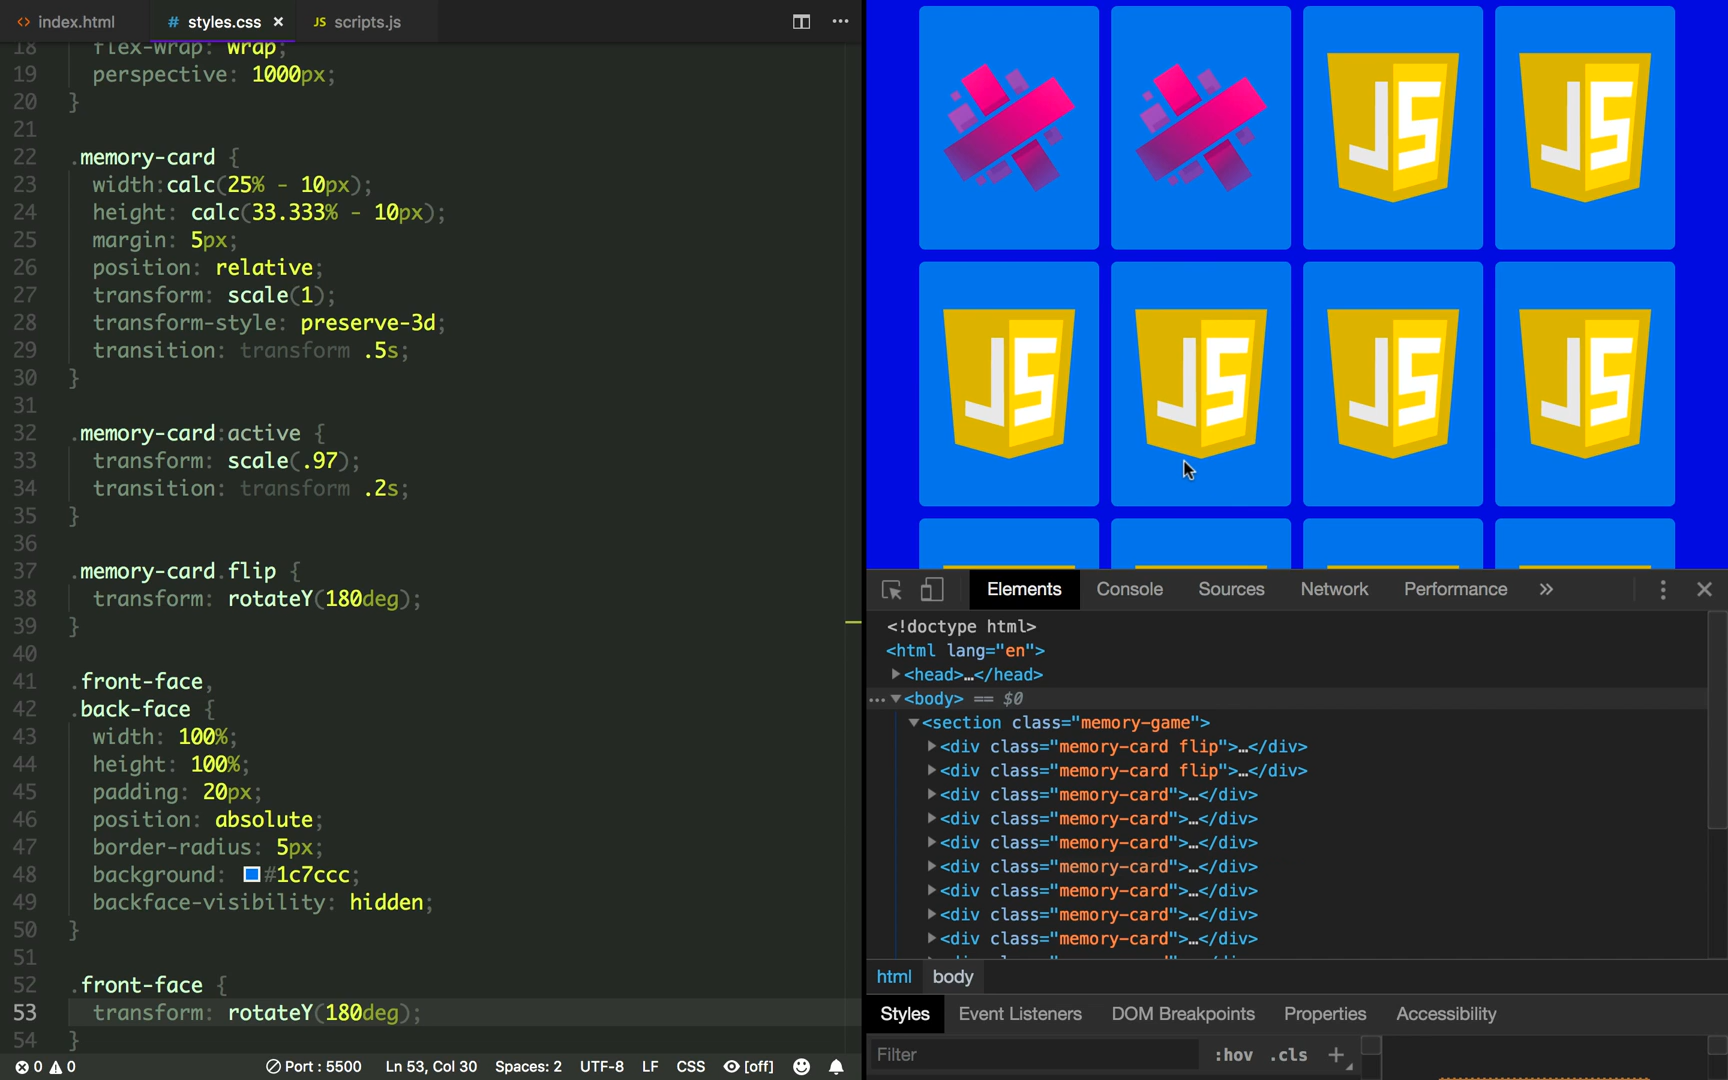 <> index.html
# styles.css ×
JS scripts.js
18 flex-wrap: wrap;
19 perspective: 1000px;
20 }
21
22 .memory-card {
23 width:calc(25% - 10px);
24 height: calc(33.333% - 10px);
25 margin: 5px;
26 position: relative;
27 transform: scale(1);
28 transform-style: preserve-3d;
29 transition: transform .5s;
30 }
31
32 .memory-card:active {
33 transform: scale(.97);
34 transition: transform .2s;
35 }
36
37 .memory-card.flip {
38 transform: rotateY(180deg);
39 }
40
41 .front-face,
42 .back-face {
43 width: 100%;
44 height: 100%;
45 padding: 20px;
46 position: absolute;
47 border-radius: 5px;
48 background: #1c7ccc;
49 backface-visibility: hidden;
50 }
51
52 .front-face {
53 transform: rotateY(180deg);
54 }
0 0
Port : 5500
Ln 53, Col 30
Spaces: 2
UTF-8
LF
CSS
[off]
JS JS
JS JS JS JS
Elements Console Sources Network Performance »
<!doctype html>
<html lang="en">
<head>…</head>
… <body> == $0
<section class="memory-game">
<div class="memory-card flip">…</div>
<div class="memory-card flip">…</div>
<div class="memory-card">…</div>
<div class="memory-card">…</div>
<div class="memory-card">…</div>
<div class="memory-card">…</div>
<div class="memory-card">…</div>
<div class="memory-card">…</div>
<div class="memory-card">…</div>
html body
Styles Event Listeners DOM Breakpoints Properties Accessibility
Filter :hov .cls +